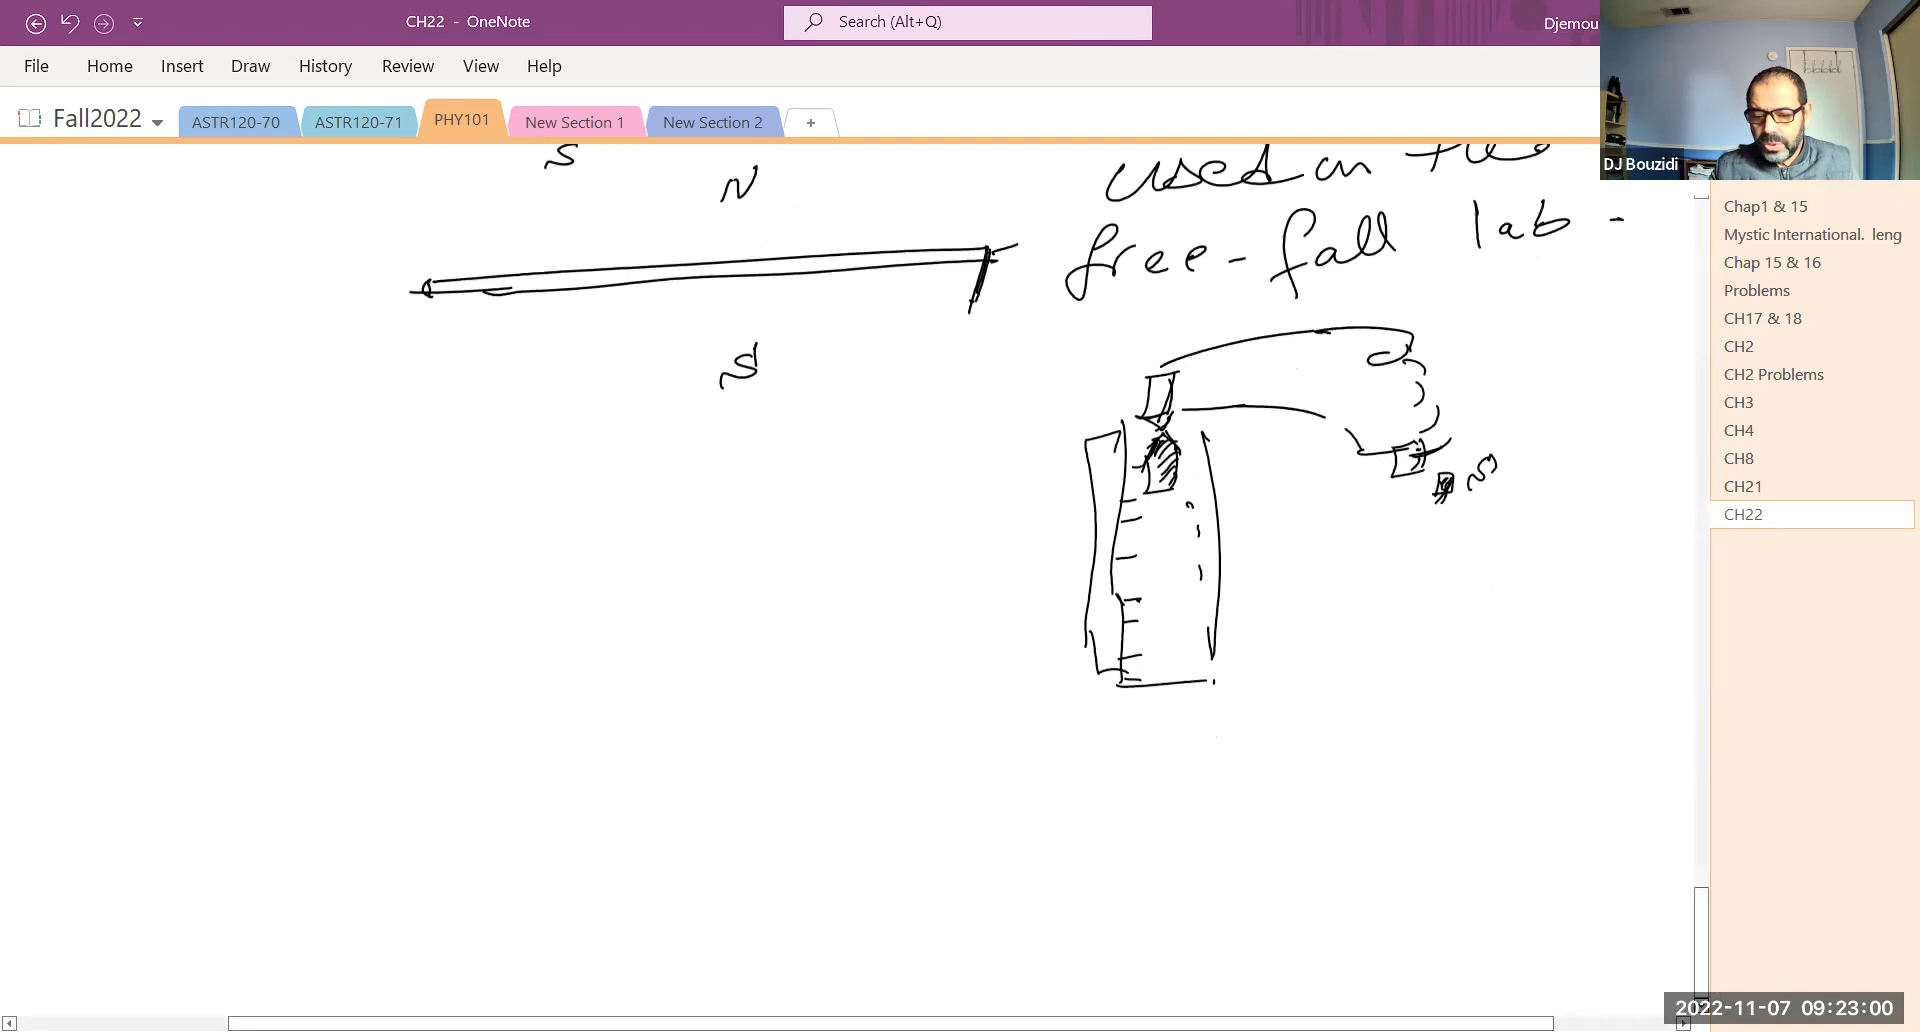 CH22 - OneNote
Search (Alt+Q)
Djemou
File Home Insert Draw History Review View Help
Fall2022
ASTR120-70
ASTR120-71
PHY101
New Section 1
New Section 2
+
DJ Bouzidi
S
N
used in
free-fall lab -
S
Chap1 & 15
Mystic International. leng
Chap 15 & 16
Problems
CH17 & 18
CH2
CH2 Problems
CH3
CH4
CH8
CH21
CH22
2022-11-07 09:23:00